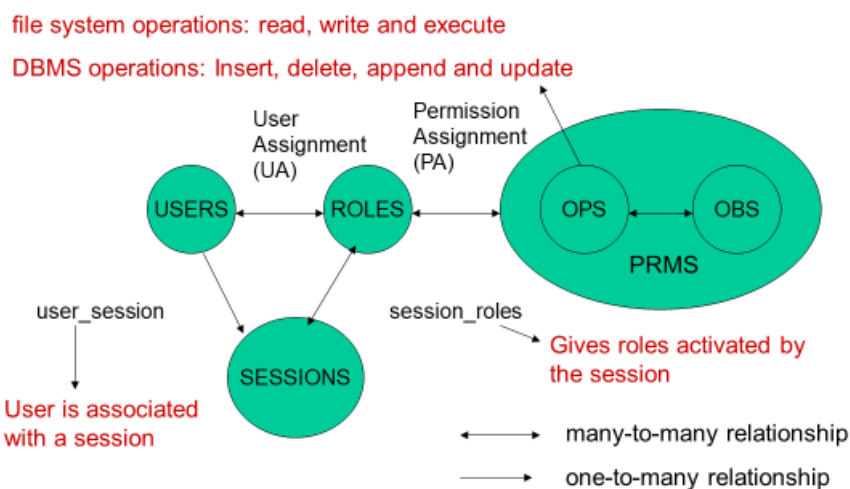 file system operations: read, write and execute
DBMS operations: Insert, delete, append and update
User
Assignment
(UA)
Permission
Assignment
(PA)
USERS
ROLES
OPS
OBS
PRMS
user_session
session_roles
SESSIONS
Gives roles activated by
the session
User is associated
with a session
many-to-many relationship
one-to-many relationship